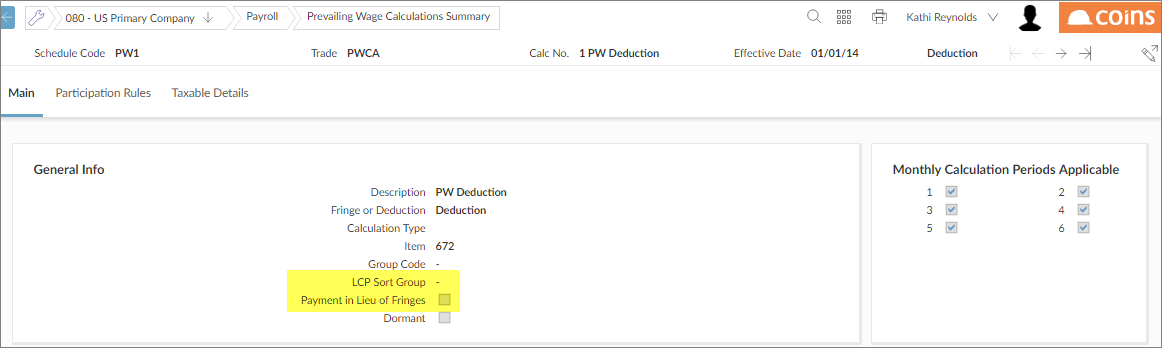 080 - US Primary Company Payroll Prevailing Wage Calculations Summary Kathi Reynolds COINS
Schedule Code PW1 Trade PWCA Calc No. 1 PW Deduction Effective Date 01/01/14 Deduction
Main Participation Rules Taxable Details
General Info
Description PW Deduction
Fringe or Deduction Deduction
Calculation Type
Item 672
Group Code -
LCP Sort Group -
Payment in Lieu of Fringes
Dormant
Monthly Calculation Periods Applicable
1 2
3 4
5 6